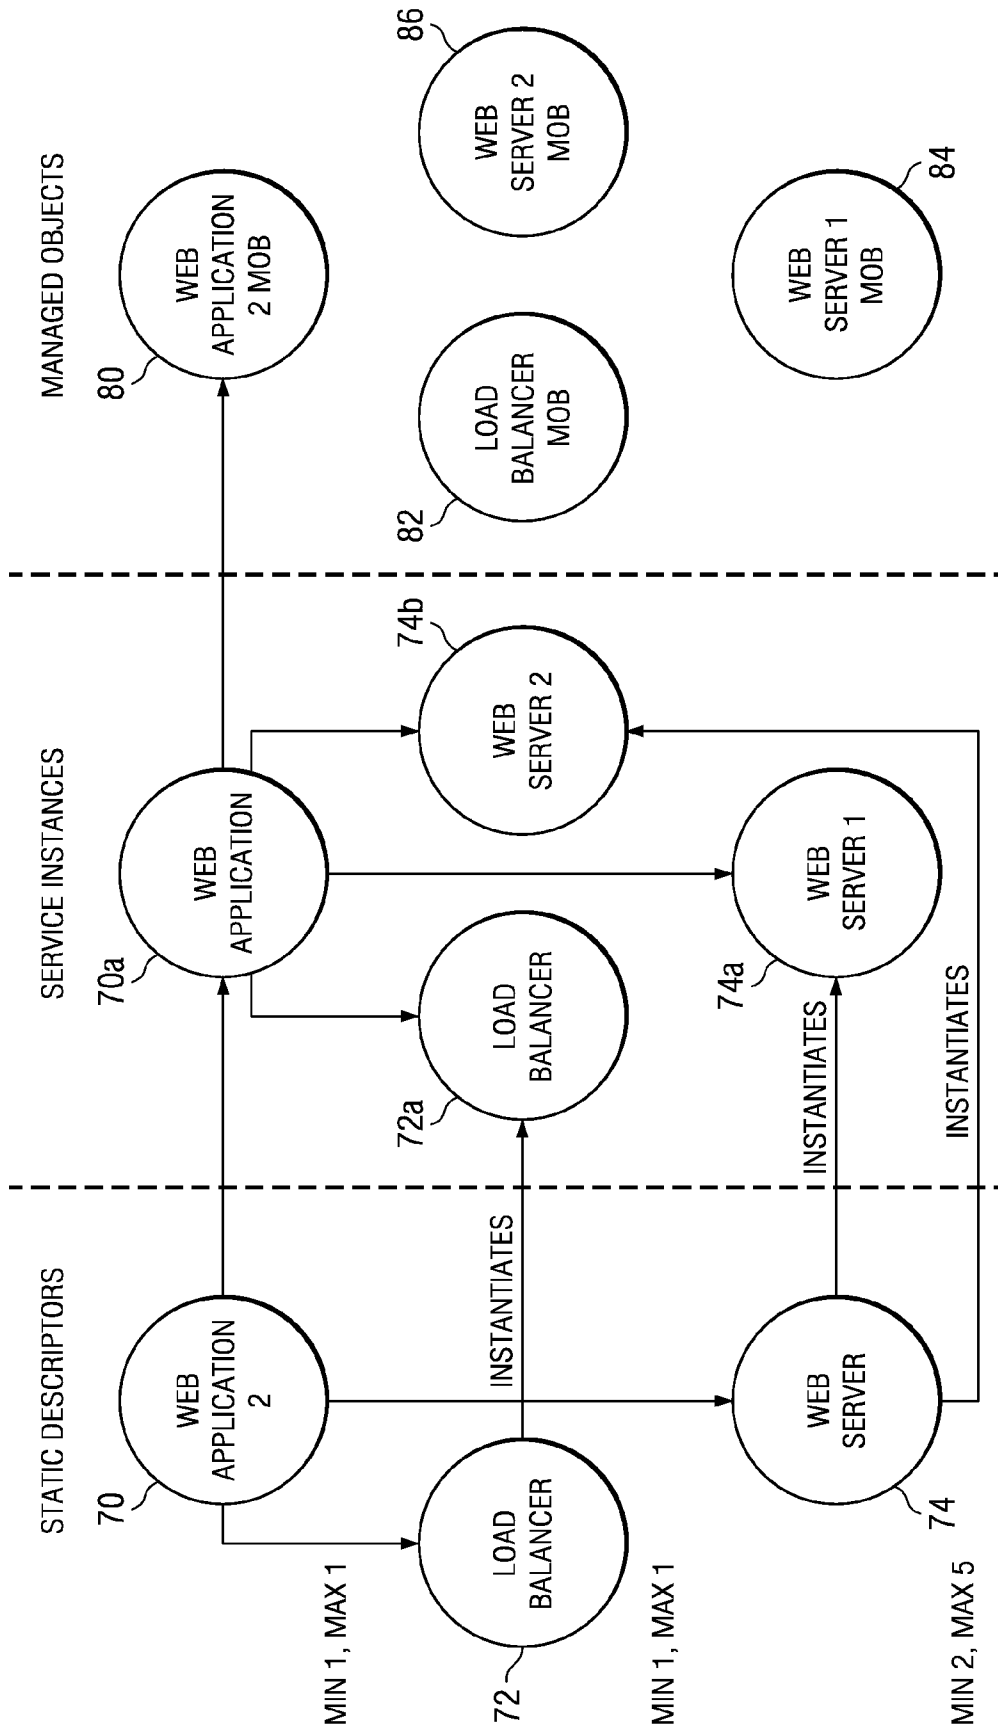 STATIC DESCRIPTORS
SERVICE INSTANCES
MANAGED OBJECTS
70
WEB
APPLICATION
2
MIN 1, MAX 1
70a
WEB
APPLICATION
80
WEB
APPLICATION
2 MOB
72
LOAD
BALANCER
MIN 1, MAX 1
INSTANTIATES
72a
LOAD
BALANCER
74b
WEB
SERVER 2
82
LOAD
BALANCER
MOB
86
WEB
SERVER 2
MOB
74
WEB
SERVER
MIN 2, MAX 5
INSTANTIATES
INSTANTIATES
74a
WEB
SERVER 1
84
WEB
SERVER 1
MOB